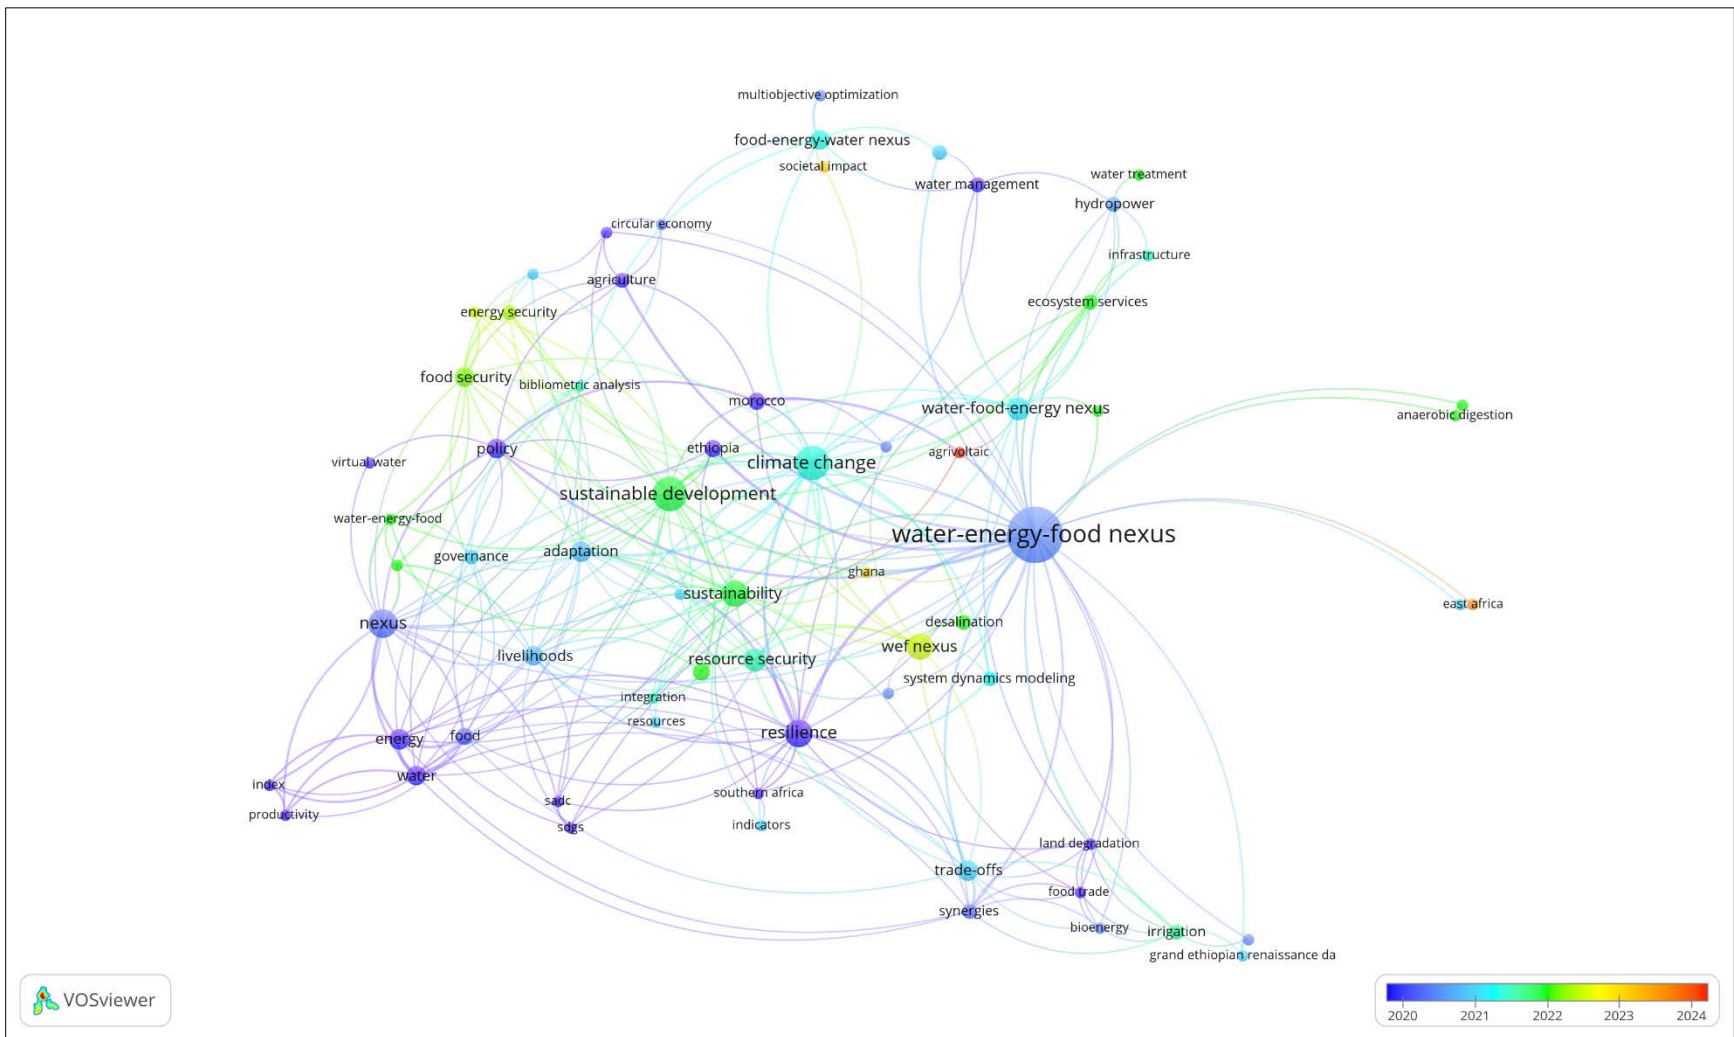 multiobjective optimization
food-energy-water nexus
societal impact
water treatment
water management
hydropower
circular economy
infrastructure
agriculture
ecosystem services
energy security
food security
bibliometric analysis
morocco
water-food-energy nexus
anaerobic digestion
policy
ethiopia
agrivoltaic
virtual water
climate change
sustainable development
water-energy-food
water-energy-food nexus
governance
adaptation
ghana
sustainability
east africa
nexus
desalination
livelihoods
resource security
wef nexus
system dynamics modeling
integration
resources
energy
food
resilience
water
index
southern africa
sadc
productivity
sdgs
indicators
land degradation
trade-offs
food trade
synergies
bioenergy
irrigation
grand ethiopian renaissance da
VOSviewer
2020 2021 2022 2023 2024